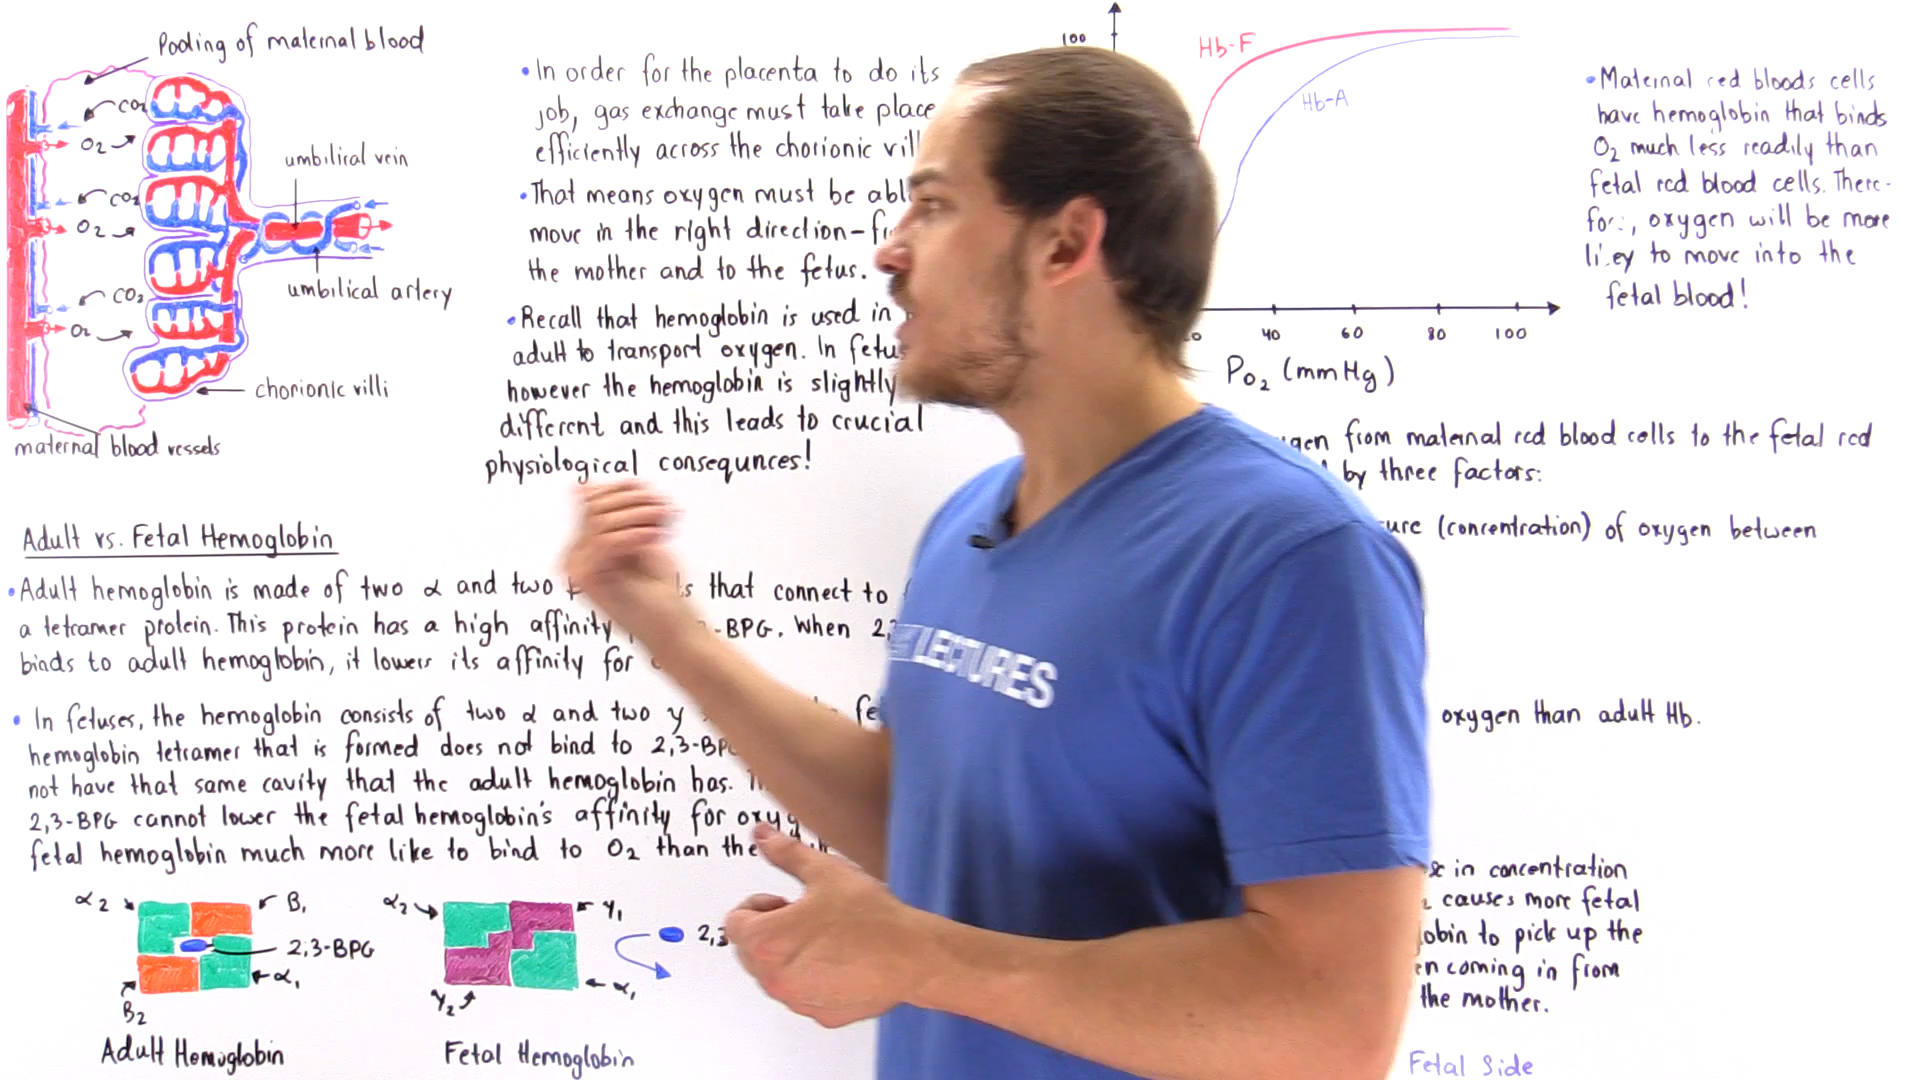 Pooling of maternal blood
CO2
O2
CO2
O2
CO2
O2
umbilical vein
umbilical artery
chorionic villi
maternal blood vessels
•In order for the placenta to do its
job, gas exchange must take place
efficiently across the chorionic
•That means oxygen must be
move in the right direction–
the mother and to the fetus.
•Recall that hemoglobin is used in
adult to transport oxygen. In
however the hemoglobin is slightly
different and this leads to crucial
physiological consequnces!
100
Hb-F
Hb-A
40 60 80 100
PO2 (mmHg)
•Maternal red bloods cells
have hemoglobin that binds
O2 much less readily than
fetal red blood cells. There-
for:, oxygen will be more
li.ey to move into the
fetal blood!
from maternal red blood cells to the fetal red
by three factors:
(concentration) of oxygen between
oxygen than adult Hb.
in concentration
causes more fetal
to pick up the
coming in from
the mother.
Fetal Side
Adult vs. Fetal Hemoglobin
•Adult hemoglobin is made of two α and two that connect to
a tetramer protein. This protein has a high affinity -BPG. When
binds to adult hemoglobin, it lowers its affinity for
• In fetuses, the hemoglobin consists of two α and two γ
hemoglobin tetramer that is formed does not bind to
not have that same cavity that the adult hemoglobin has.
2,3-BPG cannot lower the fetal hemoglobin's affinity for
fetal hemoglobin much more like to bind to O2 than the
α2
B1
2,3-BPG
α1
B2
Adult Hemoglobin
α2
γ1
α1
γ2
Fetal Hemoglobin
LECTURES